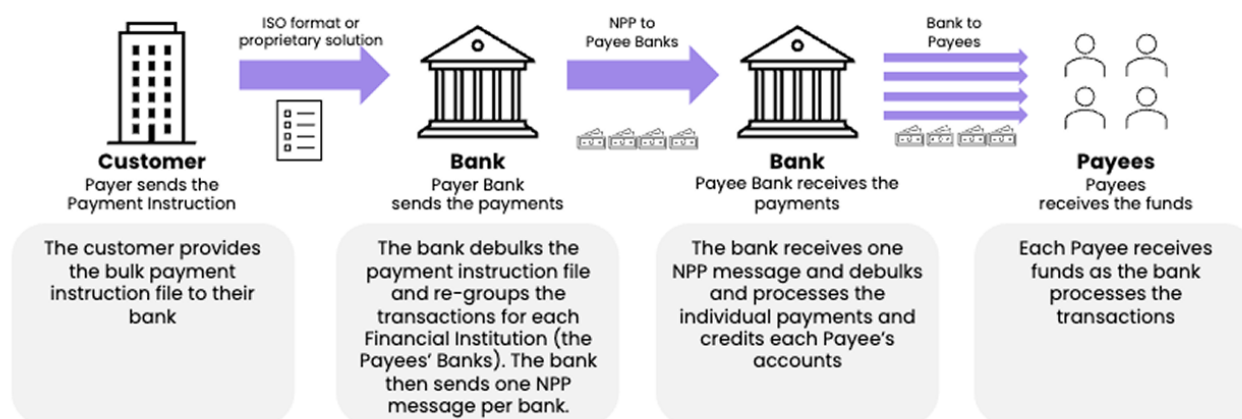 ISO format or
proprietary solution
NPP to
Payee Banks
Bank to
Payees
Customer
Payer sends the
Payment Instruction
Bank
Payer Bank
sends the payments
Bank
Payee Bank receives the
payments
Payees
Payees
receives the funds
The customer provides
the bulk payment
instruction file to their
bank
The bank debulks the
payment instruction file
and re-groups the
transactions for each
Financial Institution (the
Payees' Banks). The bank
then sends one NPP
message per bank.
The bank receives one
NPP message and debulks
and processes the
individual payments and
credits each Payee's
accounts
Each Payee receives
funds as the bank
processes the
transactions